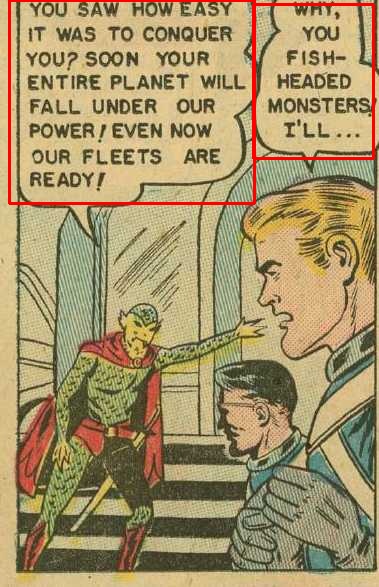 YOU SAW HOW EASY
IT WAS TO CONQUER
YOU? SOON YOUR
ENTIRE PLANET WILL
FALL UNDER OUR
POWER! EVEN NOW
OUR FLEETS ARE
READY!
WHY,
YOU
FISH-
HEADED
MONSTERS!
I'LL ...